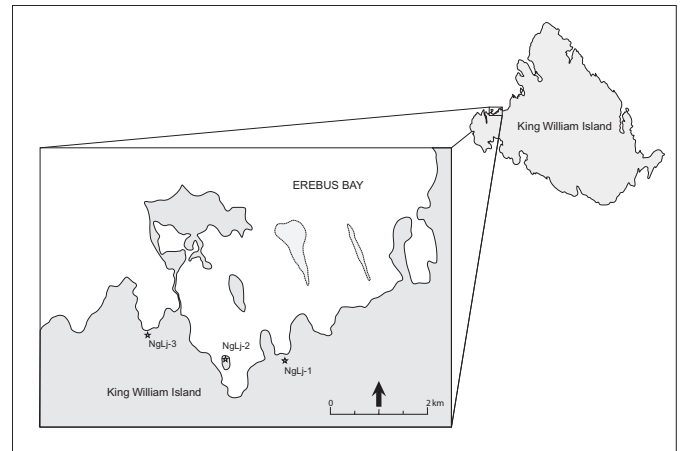 King William Island
EREBUS BAY
NgLj-3
NgLj-2
NgLj-1
King William Island
0
2 km